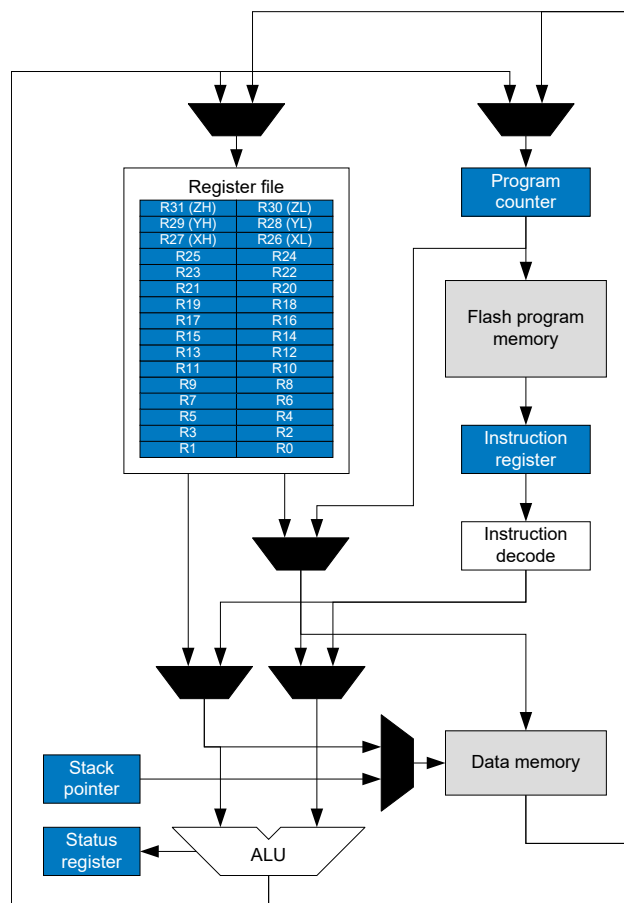 Register file
R31 (ZH) R30 (ZL)
R29 (YH) R28 (YL)
R27 (XH) R26 (XL)
R25 R24
R23 R22
R21 R20
R19 R18
R17 R16
R15 R14
R13 R12
R11 R10
R9 R8
R7 R6
R5 R4
R3 R2
R1 R0
Program
counter
Flash program
memory
Instruction
register
Instruction
decode
Stack
pointer
Data memory
Status
register
ALU